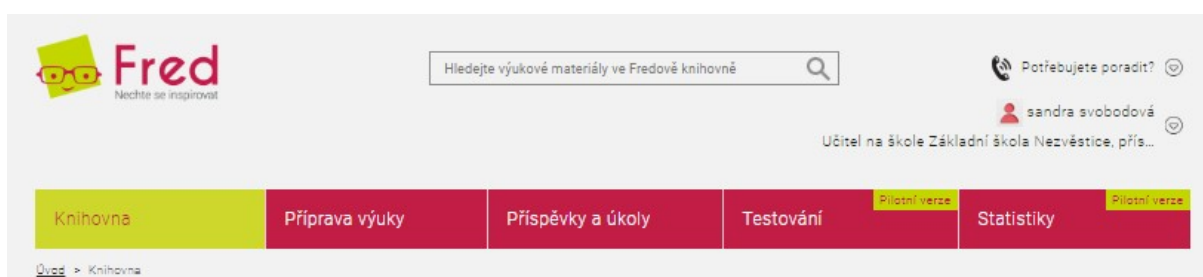 Fred
Nechte se inspirovat
Hledejte výukové materiály ve Fredově knihovně
Potřebujete poradit?
sandra svobodová
Učitel na škole Základní škola Nezvěstice, přís...
Knihovna
Příprava výuky
Příspěvky a úkoly
Testování
Pilotní verze
Statistiky
Pilotní verze
Úvod > Knihovna